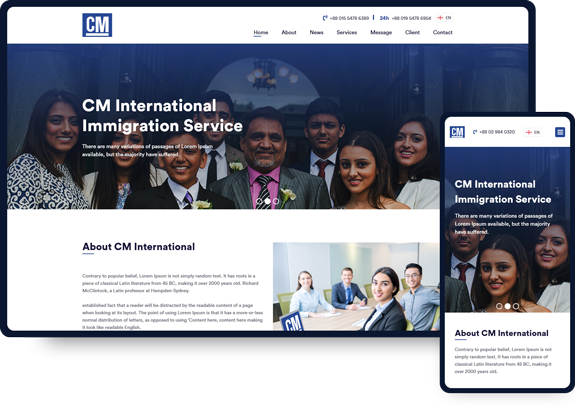 CM
+88 016 5478 6389 | 24h +88 019 5478 6664 EN
Home About News Services Message Client Contact
CM International
Immigration Service
There are many variations of passages of Lorem Ipsum
available, but the majority have suffered.
About CM International
Contrary to popular belief, Lorem Ipsum is not simply random text. It has roots in a
piece of classical Latin literature from 45 BC, making it over 2000 years old. Richard
McClintock, a Latin professor at Hampden-Sydney.
established fact that a reader will be distracted by the readable content of a page
when looking at its layout. The point of using Lorem Ipsum is that it has a more-or-less
normal distribution of letters, as opposed to using 'Content here, content here making
it look like readable English.
CM
CM
+88 02 984 0320 EN
CM International
Immigration Service
There are many variations of passages of
Lorem Ipsum available, but the majority
have suffered.
About CM International
Contrary to popular belief, Lorem Ipsum is not
simply random text. It has roots in a piece of
classical Latin literature from 45 BC, making it
over 2000 years old.